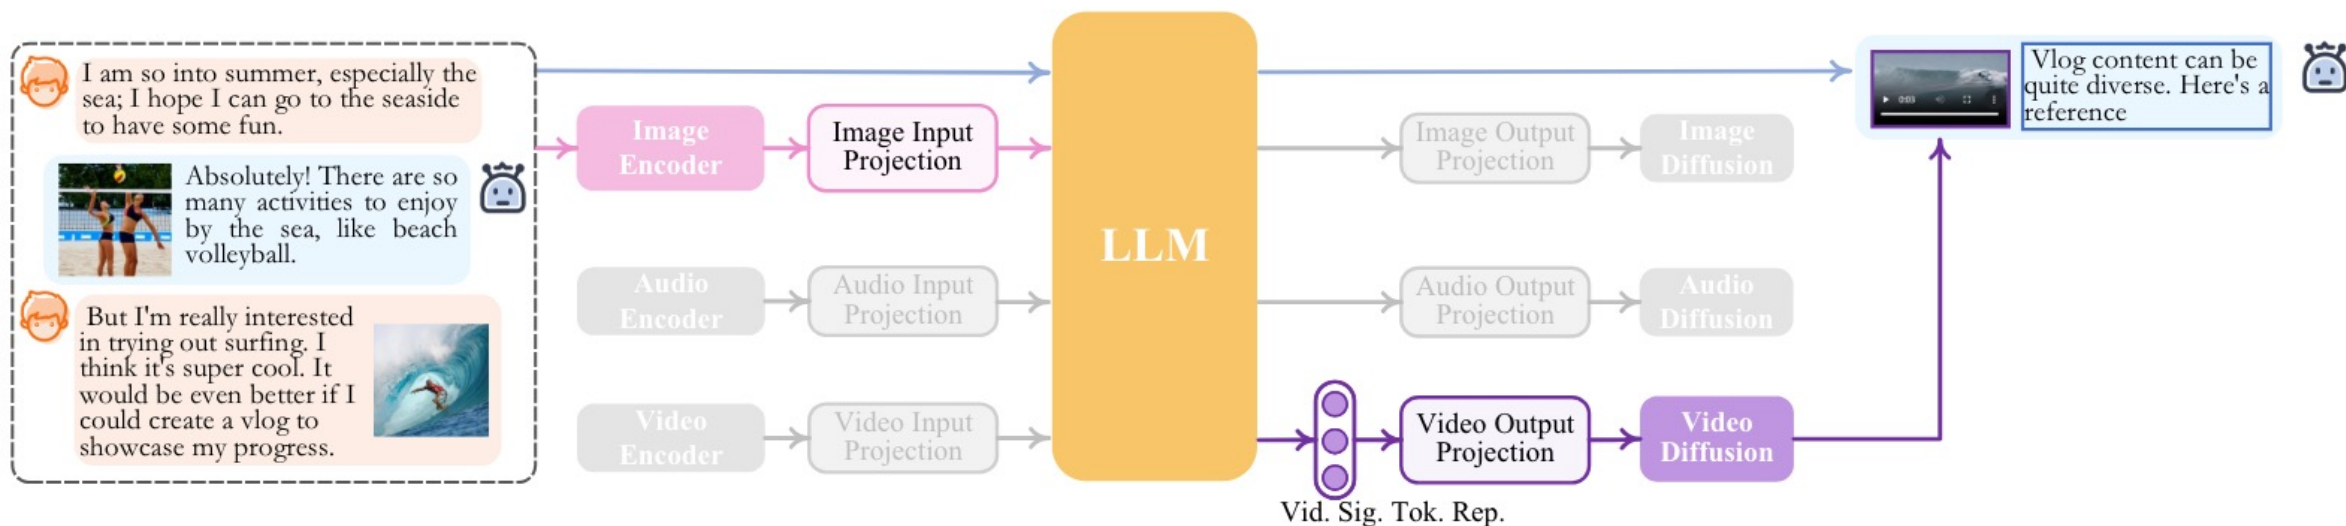 I am so into summer, especially the
sea; I hope I can go to the seaside
to have some fun.
Absolutely! There are so
many activities to enjoy
by the sea, like beach
volleyball.
But I'm really interested
in trying out surfing. I
think it's super cool. It
would be even better if I
could create a vlog to
showcase my progress.
Image
Encoder
Image Input
Projection
Audio
Encoder
Audio Input
Projection
Video
Encoder
Video Input
Projection
LLM
Image Output
Projection
Image
Diffusion
Audio Output
Projection
Audio
Diffusion
Vid. Sig. Tok. Rep.
Video Output
Projection
Video
Diffusion
0:03
Vlog content can be
quite diverse. Here's a
reference